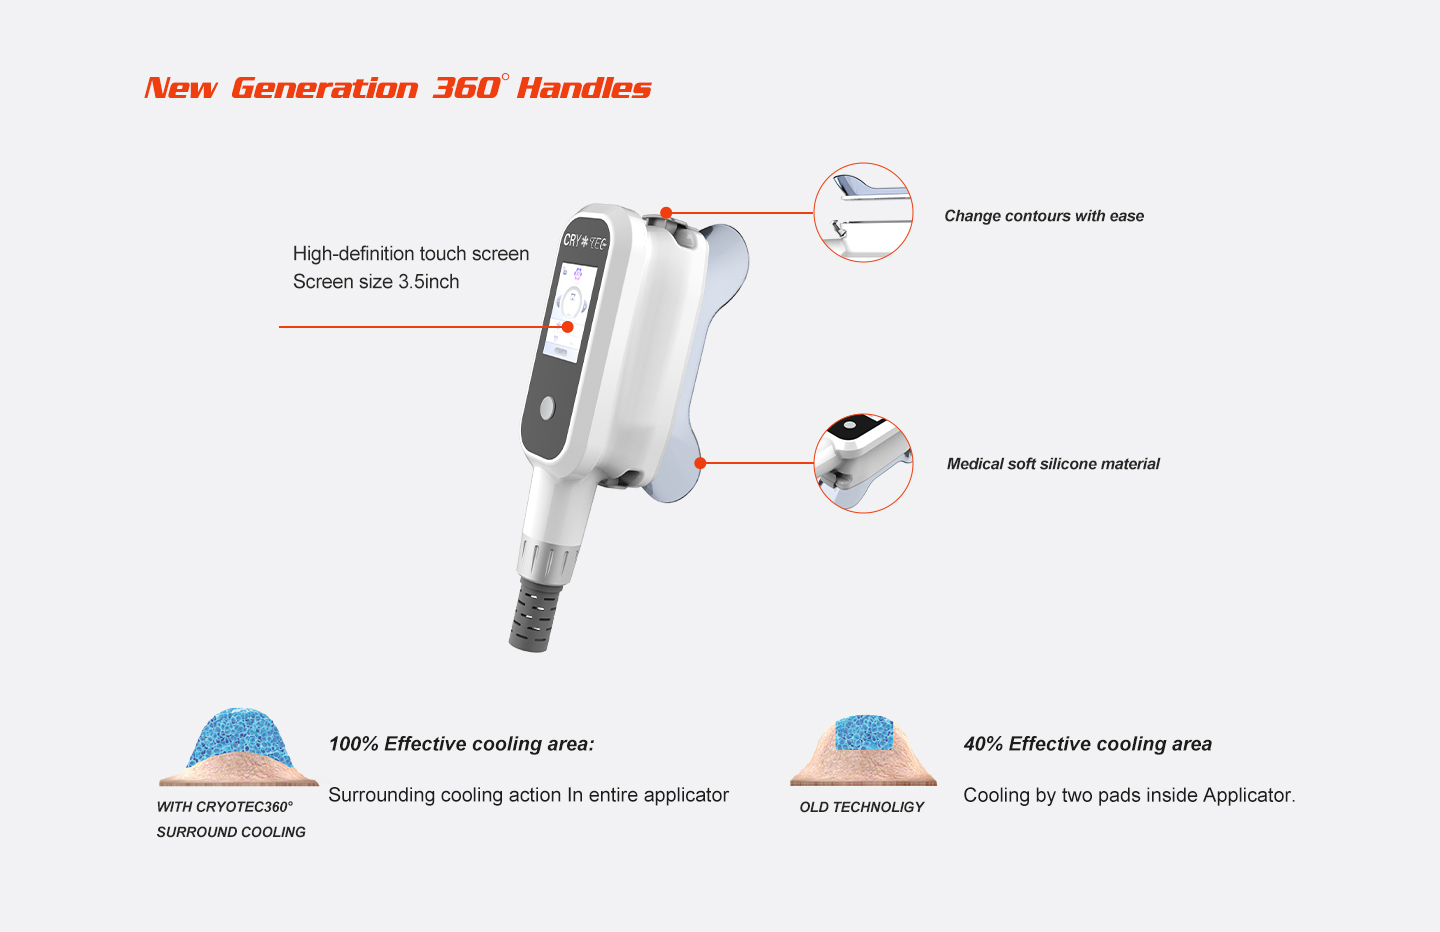 New Generation 360° Handles
High-definition touch screen
Screen size 3.5inch
CRY✱TEC
Change contours with ease
Medical soft silicone material
100% Effective cooling area:
Surrounding cooling action In entire applicator
WITH CRYOTEC360°
SURROUND COOLING
40% Effective cooling area
Cooling by two pads inside Applicator.
OLD TECHNOLIGY